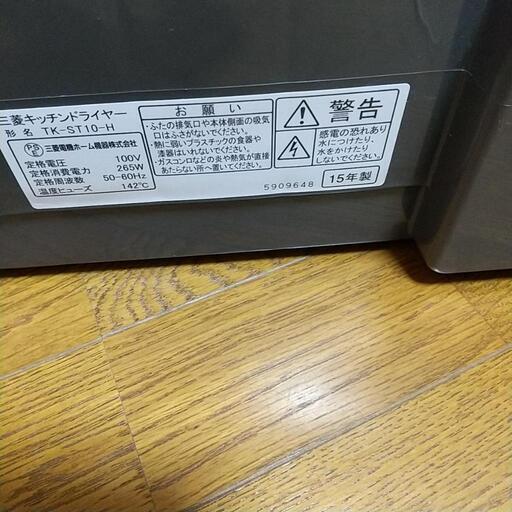 三菱キッチンドライヤー
形名 TK-ST10-H
PS E 三菱電機ホーム機器株式会社
定格電圧 100V
定格消費電力 265W
定格周波数 50-60Hz
温度ヒューズ 142℃
お願い
・ふたの排気口や本体側面の吸気
口はふさがないでください。
・熱に弱いプラスチックの食器や
漆器はいれないでください。
・ガスコンロなどの炎や熱気が直接
あたらない所へ置いてください。
5909648
警告
感電の恐れあり
水につけたり、
水をかけたり
しないでください
15年製